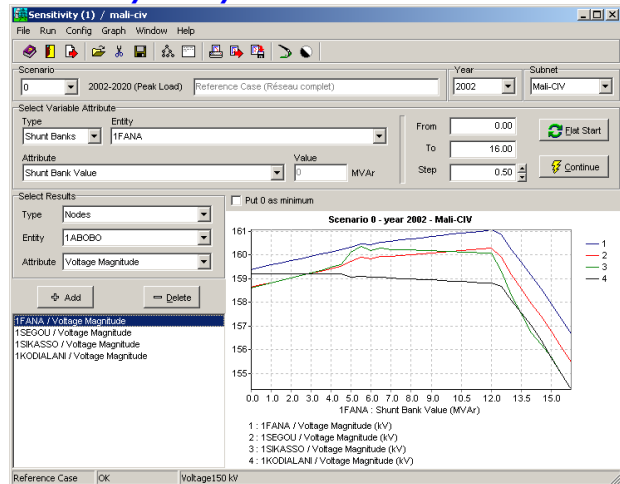 Sensitivity (1) / mali-civ
File Run Config Graph Window Help
Scenario Year Subnet
0 2002-2020 (Peak Load) Reference Case (Réseau complet) 2002 Mali-CIV
Select Variable Attribute
Type Entity
Shunt Banks 1FANA
Attribute Value
Shunt Bank Value 0 MVAr
From 0.00
To 16.00
Step 0.50
Flat Start
Continue
Select Results
Type Nodes
Entity 1ABOBO
Attribute Voltage Magnitude
Add Delete
1FANA / Voltage Magnitude
1SEGOU / Voltage Magnitude
1SIKASSO / Voltage Magnitude
1KODIALANI / Voltage Magnitude
Put 0 as minimum
Scenario 0 - year 2002 - Mali-CIV
161
160
159
158
157
156
155
1
2
3
4
0.0 1.0 2.0 3.0 4.0 5.0 6.0 7.0 8.0 9.0 10.5 12.0 13.5 15.0
1FANA : Shunt Bank Value (MVAr)
1 : 1FANA / Voltage Magnitude (kV)
2 : 1SEGOU / Voltage Magnitude (kV)
3 : 1SIKASSO / Voltage Magnitude (kV)
4 : 1KODIALANI / Voltage Magnitude (kV)
Reference Case OK Voltage150 kV